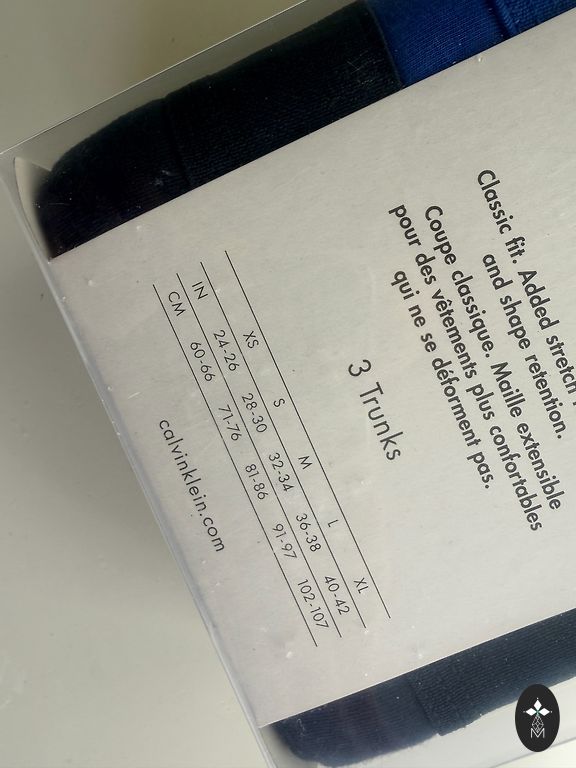 Classic fit. Added stretch
and shape retention.
Coupe classique. Maille extensible
pour des vêtements plus confortables
qui ne se déforment pas.
3 Trunks
XS S M L XL
IN 24-26 28-30 32-34 36-38 40-42
CM 60-66 71-76 81-86 91-97 102-107
calvinklein.com
M